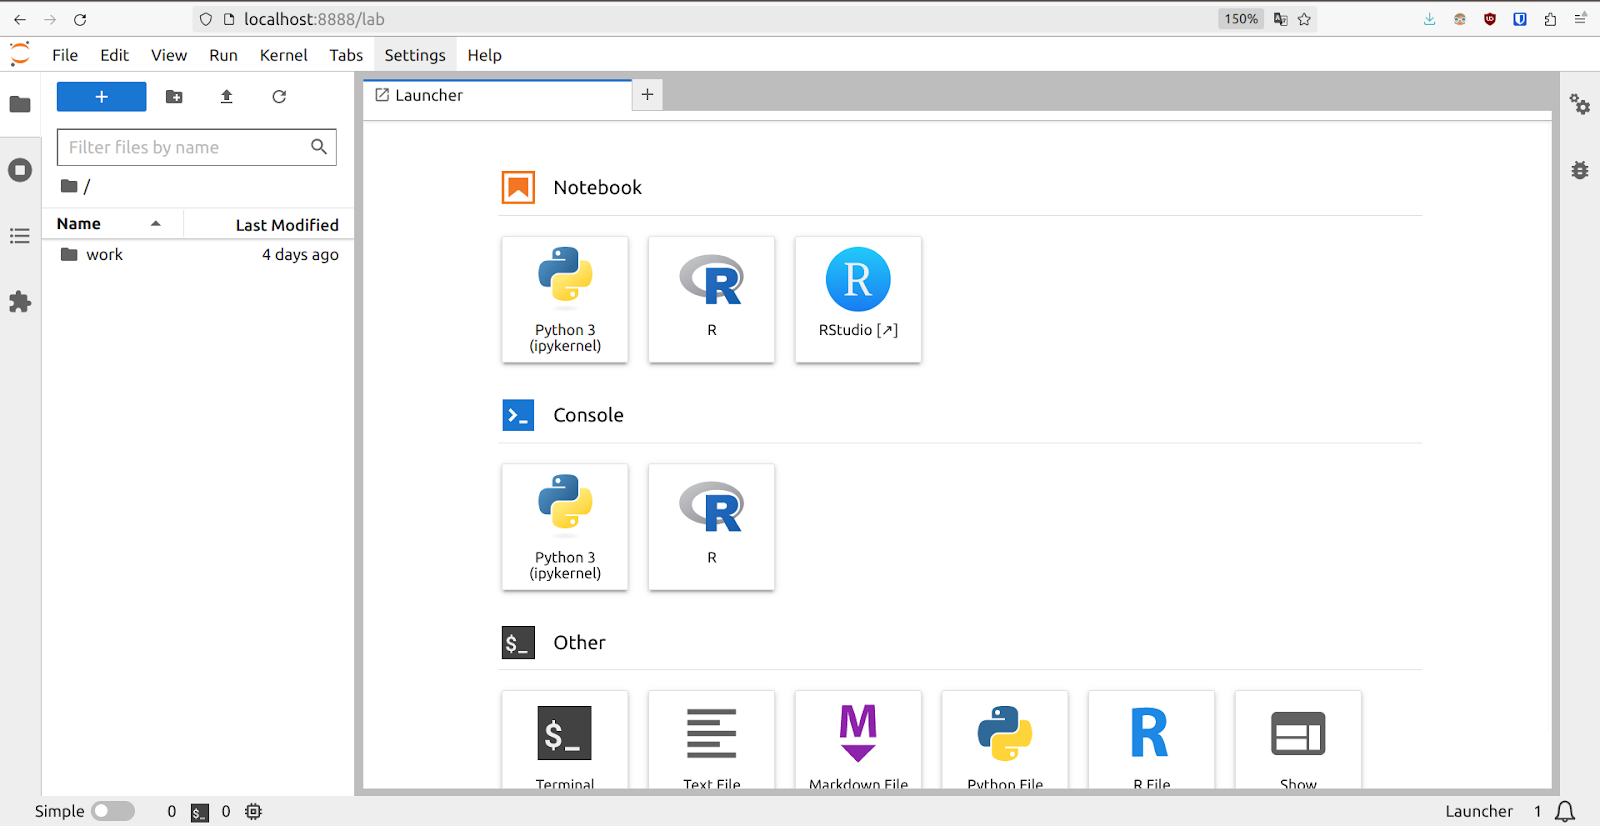 localhost:8888/lab
150%
File Edit View Run Kernel Tabs Settings Help
Launcher
Filter files by name
/
Name Last Modified
work 4 days ago
Notebook
Python 3
(ipykernel)
R
RStudio [↗]
Console
Python 3
(ipykernel)
R
Other
$_
Terminal
Text File
Markdown File
Python File
R File
Show
Simple 0 $_ 0
Launcher 1